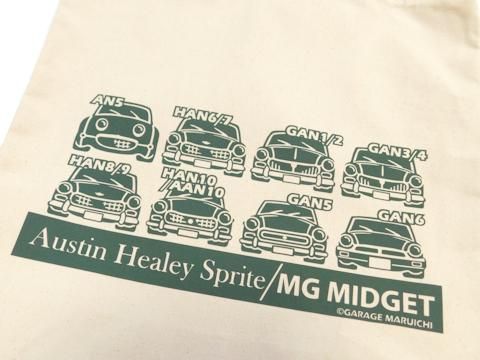 AN5
HAN6/7
GAN1/2
GAN3/4
HAN8/9
HAN10
/AAN10
GAN5
GAN6
Austin Healey Sprite/MG MIDGET
©GARAGE MARUICHI